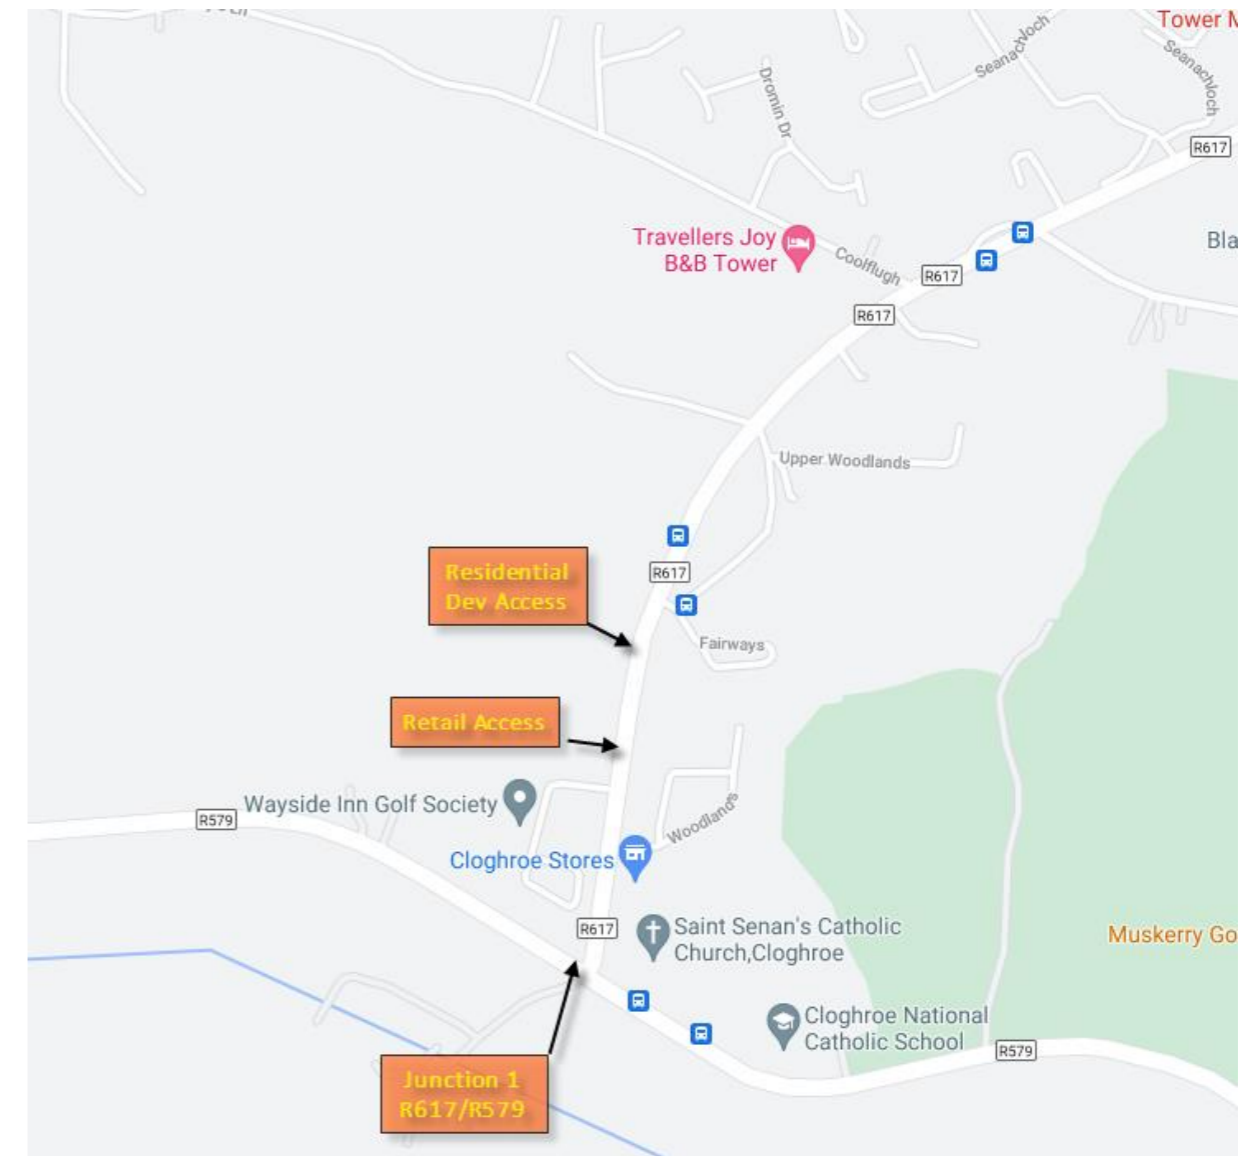 Seanachloch
Tower M
Seanachloch
Dromin Dr
R617
Travellers Joy
B&B Tower
Bla
Coolflugh
R617
R617
Upper Woodlands
Residential
Dev Access
R617
Fairways
Retail Access
Wayside Inn Golf Society
R579
Woodlands
Cloghroe Stores
R617
Saint Senan's Catholic
Church,Cloghroe
Muskerry Go
Cloghroe National
Catholic School
R579
Junction 1
R617/R579